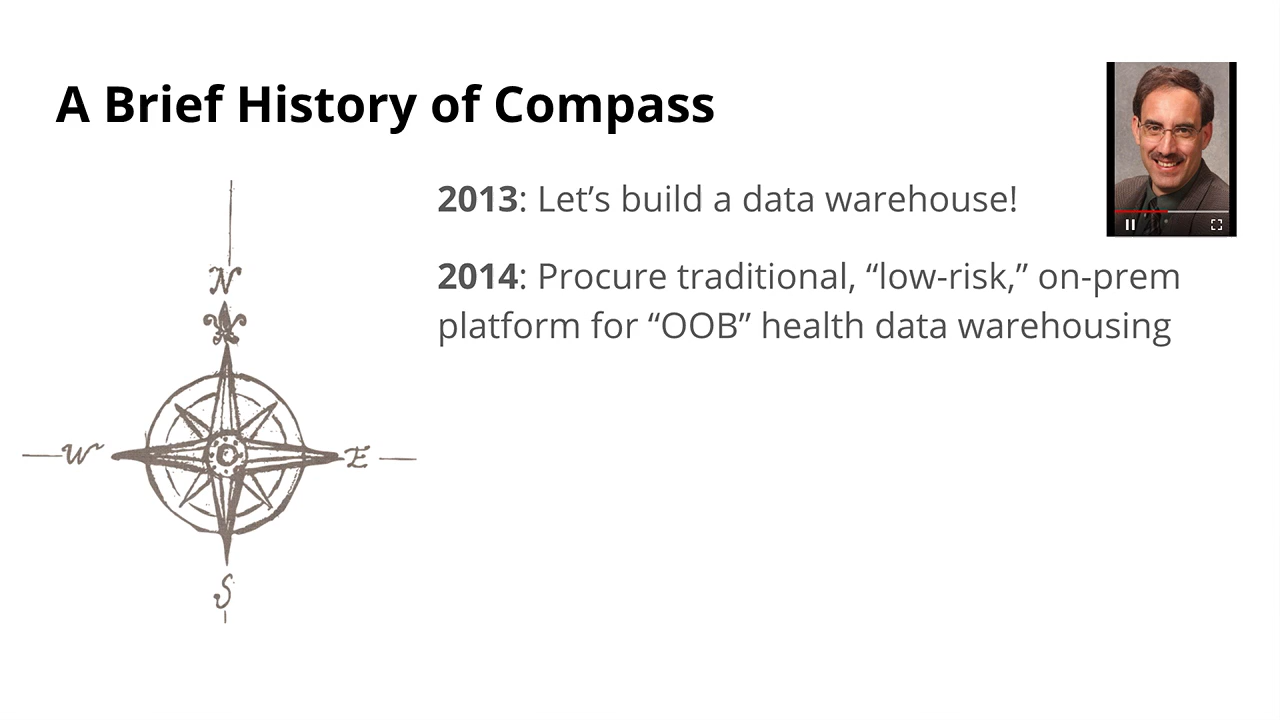 A Brief History of Compass
2013: Let’s build a data warehouse!
2014: Procure traditional, “low-risk,” on-prem
platform for “OOB” health data warehousing
N
W
E
S